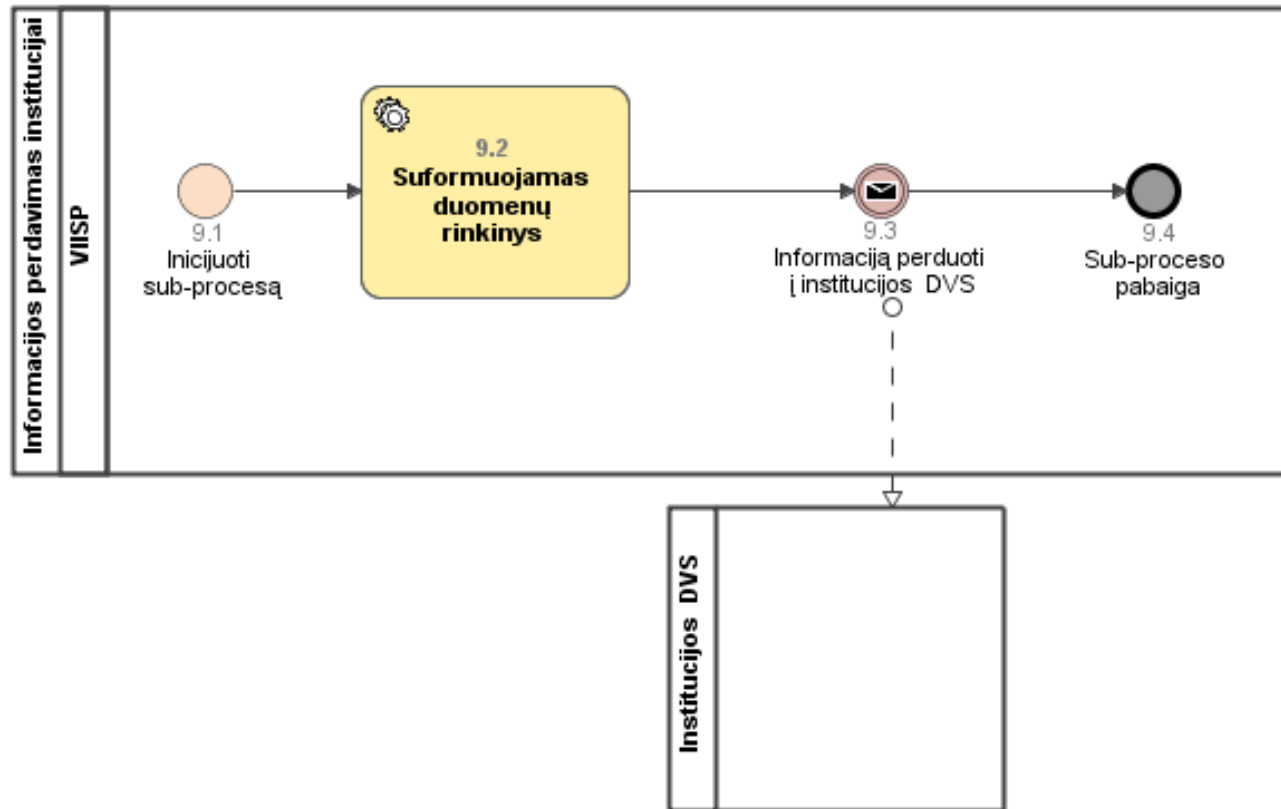 Informacijos perdavimas institucijai
VIISP
9.1
Inicijuoti
sub-procesą
9.2
Suformuojamas
duomenų
rinkinys
9.3
Informaciją perduoti
į institucijos DVS
9.4
Sub-proceso
pabaiga
Institucijos DVS